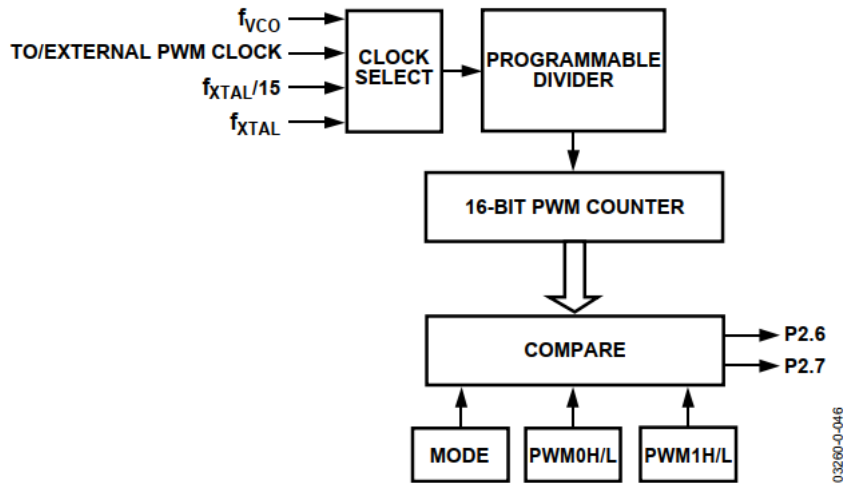 fVCO
TO/EXTERNAL PWM CLOCK
fXTAL/15
fXTAL
CLOCK
SELECT
PROGRAMMABLE
DIVIDER
16-BIT PWM COUNTER
COMPARE
P2.6
P2.7
MODE
PWM0H/L
PWM1H/L
03260-0-046